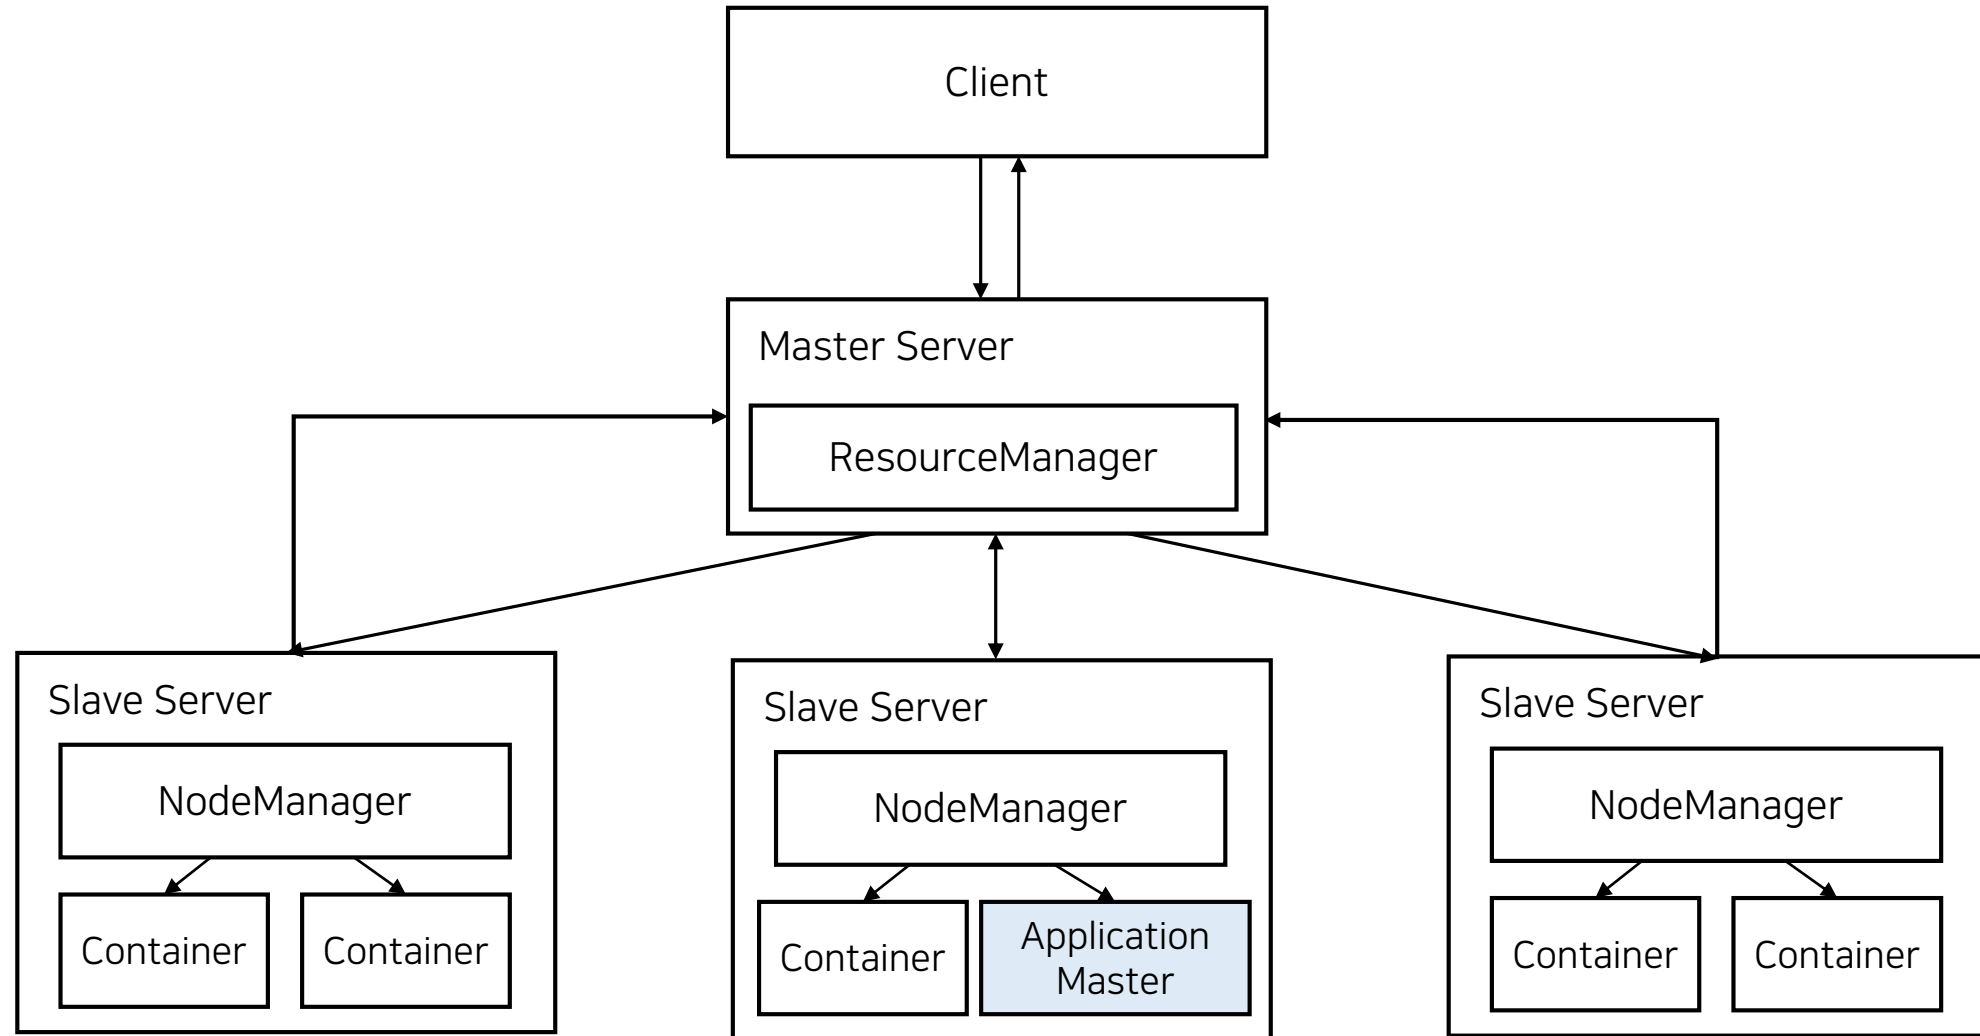 Client
Master Server
ResourceManager
Slave Server
NodeManager
Container
Container
Slave Server
NodeManager
Container
Application
Master
Slave Server
NodeManager
Container
Container